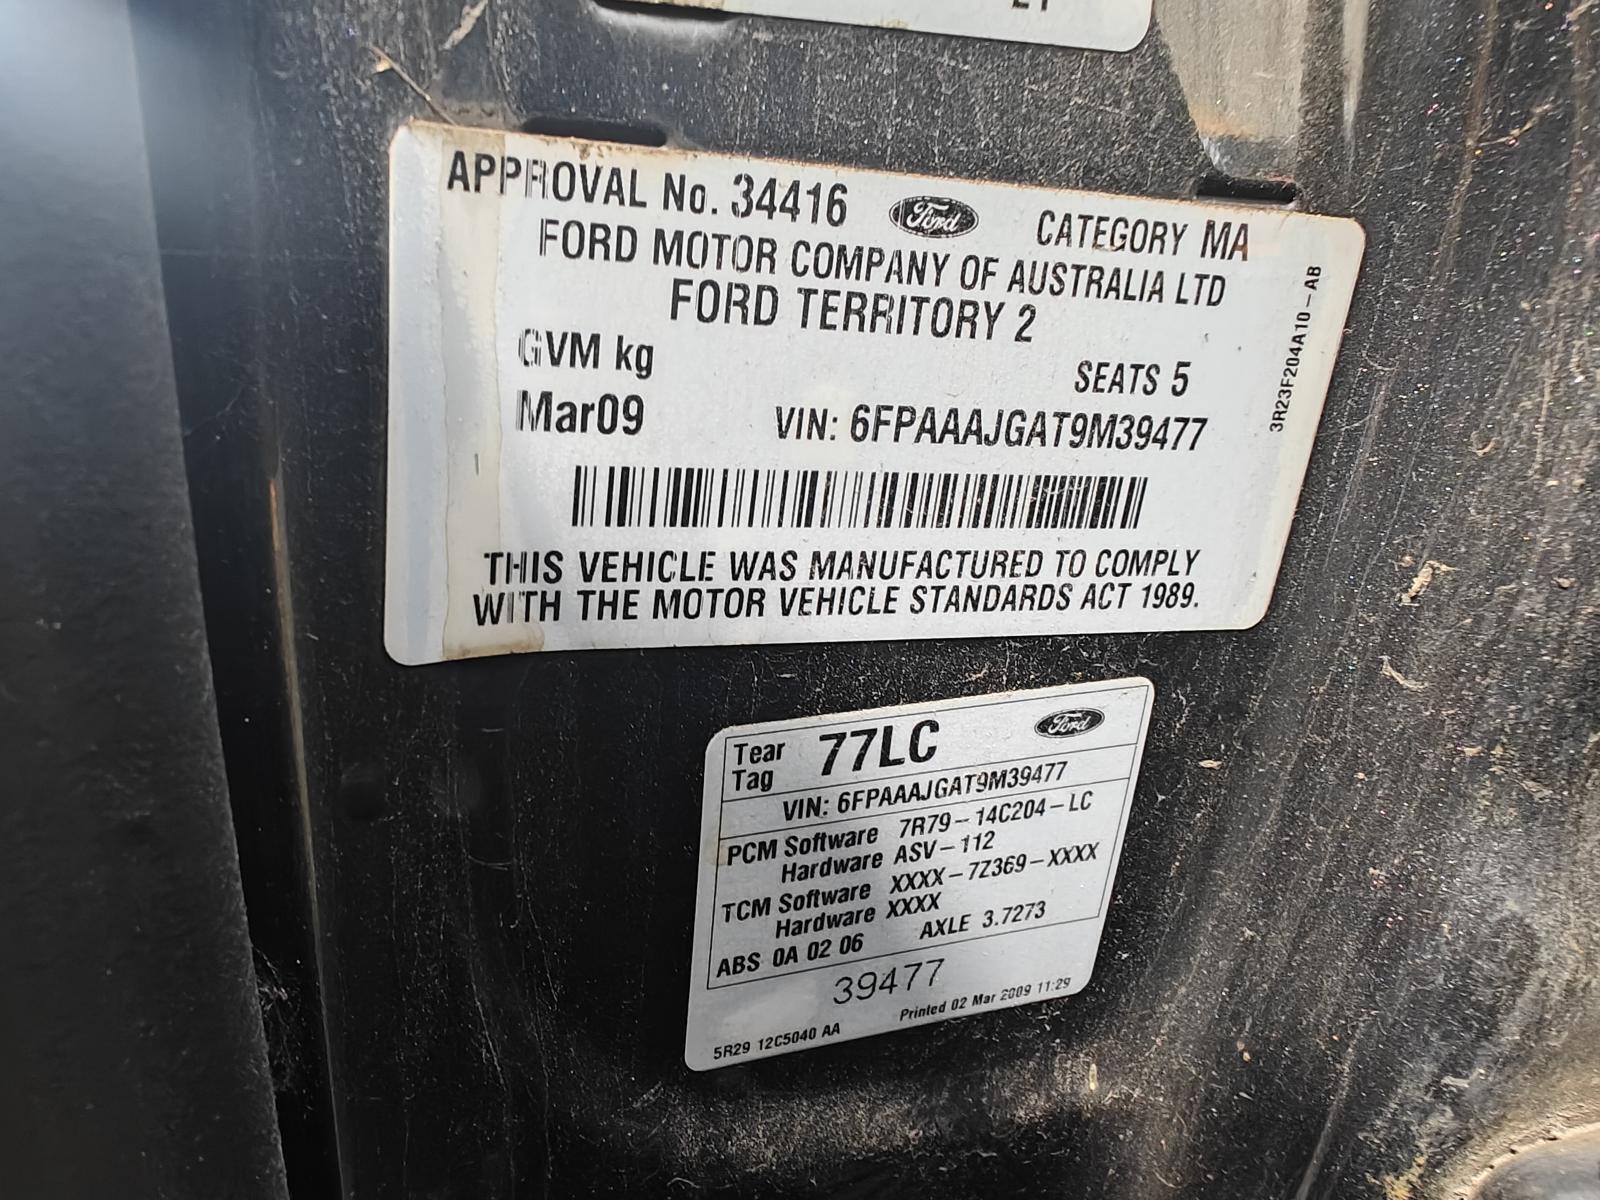 APPROVAL No. 34416 Ford CATEGORY MA
FORD MOTOR COMPANY OF AUSTRALIA LTD
FORD TERRITORY 2
GVM kg
SEATS 5
Mar09 VIN: 6FPAAAJGAT9M39477
THIS VEHICLE WAS MANUFACTURED TO COMPLY
WITH THE MOTOR VEHICLE STANDARDS ACT 1989.
3R23F204A10-AB
Tear Tag 77LC Ford
VIN: 6FPAAAJGAT9M39477
PCM Software 7R79-14C204-LC
Hardware ASV-112
TCM Software XXXX-7Z369-XXXX
Hardware XXXX
ABS 0A 02 06 AXLE 3.7273
39477
5R29 12C5040 AA Printed 02 Mar 2009 11:29